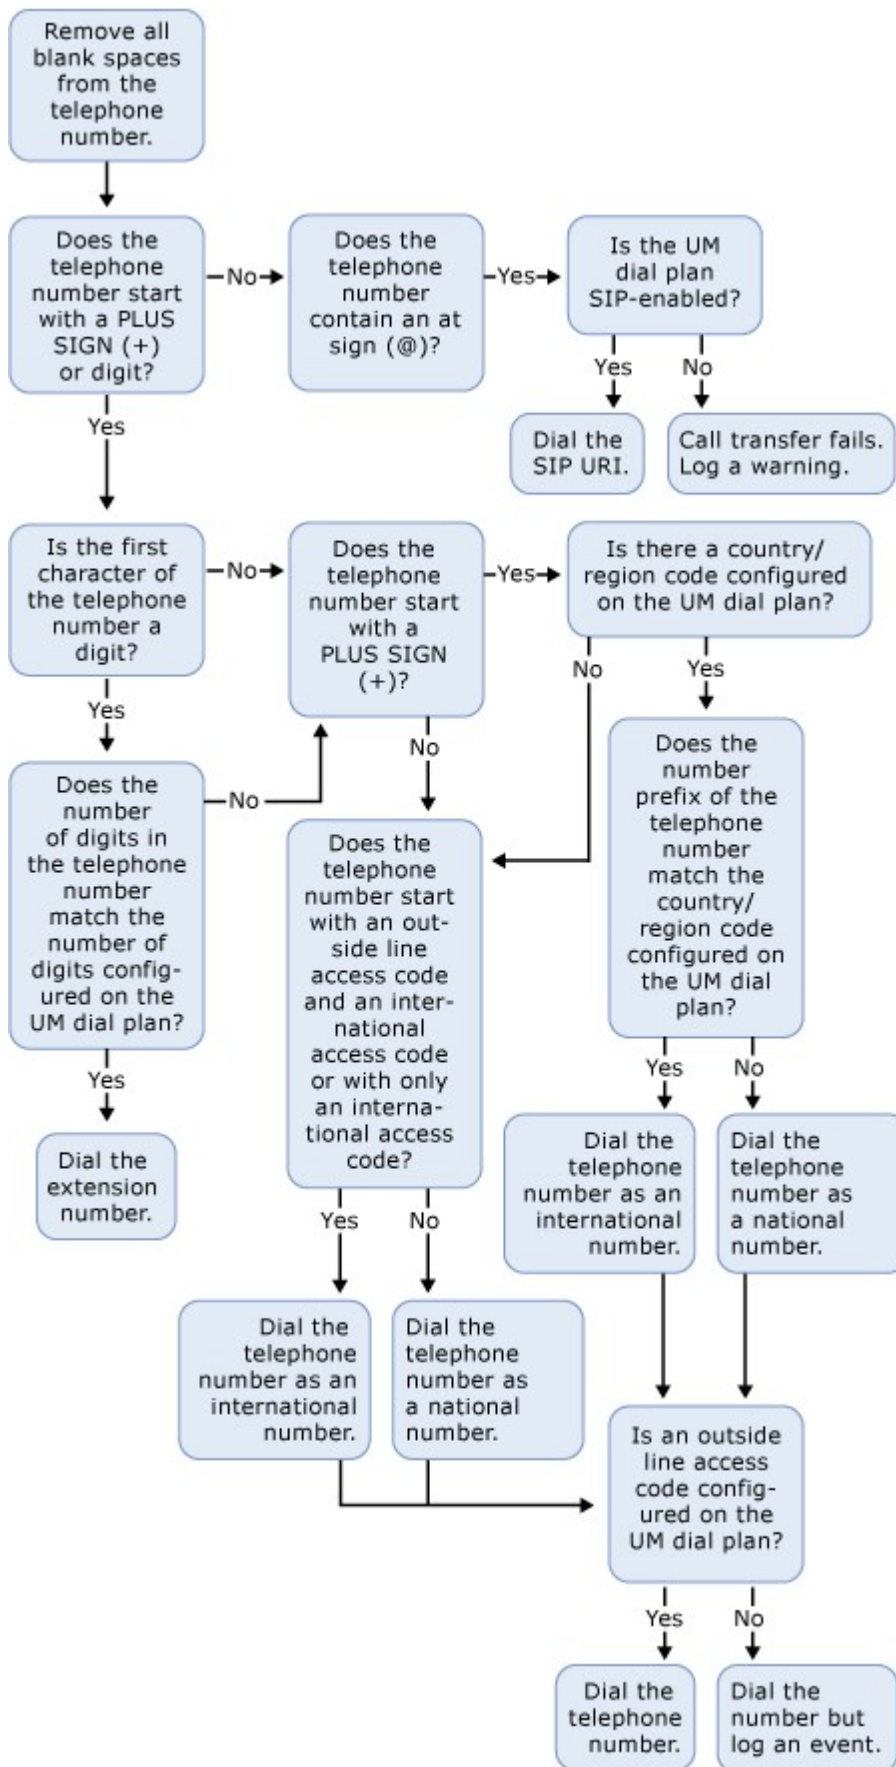 Remove all
blank spaces
from the
telephone
number.
Does the
telephone
number start
with a PLUS
SIGN (+)
or digit?
No
Does the
telephone
number
contain an at
sign (@)?
Yes
Is the UM
dial plan
SIP-enabled?
Yes
No
Dial the
SIP URI.
Call transfer fails.
Log a warning.
Yes
Is the first
character of
the telephone
number a
digit?
No
Does the
telephone
number start
with a
PLUS SIGN
(+)?
Yes
Is there a country/
region code configured
on the UM dial plan?
No
Yes
Yes
No
Does the
number
of digits in
the telephone
number
match the
number of
digits config-
ured on the
UM dial plan?
No
Does the
telephone
number start
with an out-
side line
access code
and an inter-
national
access code
or with only
an interna-
tional access
code?
Does the
number
prefix of the
telephone
number
match the
country/
region code
configured on
the UM dial
plan?
Yes
Dial the
extension
number.
Yes
No
Yes
No
Dial the
telephone
number as an
international
number.
Dial the
telephone
number as
a national
number.
Dial the
telephone
number as an
international
number.
Dial the
telephone
number as
a national
number.
Is an outside
line access
code config-
ured on the
UM dial plan?
Yes
No
Dial the
telephone
number.
Dial the
number but
log an event.